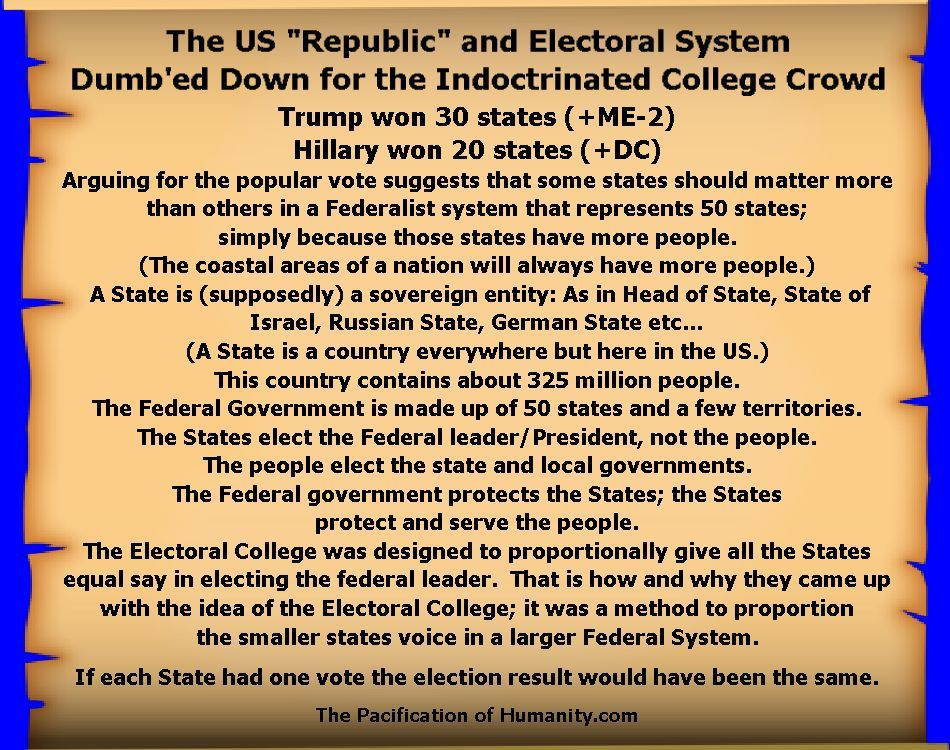 The US "Republic" and Electoral System
Dumb'ed Down for the Indoctrinated College Crowd
Trump won 30 states (+ME-2)
Hillary won 20 states (+DC)
Arguing for the popular vote suggests that some states should matter more
than others in a Federalist system that represents 50 states;
simply because those states have more people.
(The coastal areas of a nation will always have more people.)
A State is (supposedly) a sovereign entity: As in Head of State, State of
Israel, Russian State, German State etc...
(A State is a country everywhere but here in the US.)
This country contains about 325 million people.
The Federal Government is made up of 50 states and a few territories.
The States elect the Federal leader/President, not the people.
The people elect the state and local governments.
The Federal government protects the States; the States
protect and serve the people.
The Electoral College was designed to proportionally give all the States
equal say in electing the federal leader.  That is how and why they came up
with the idea of the Electoral College; it was a method to proportion
the smaller states voice in a larger Federal System.
If each State had one vote the election result would have been the same.
The Pacification of Humanity.com